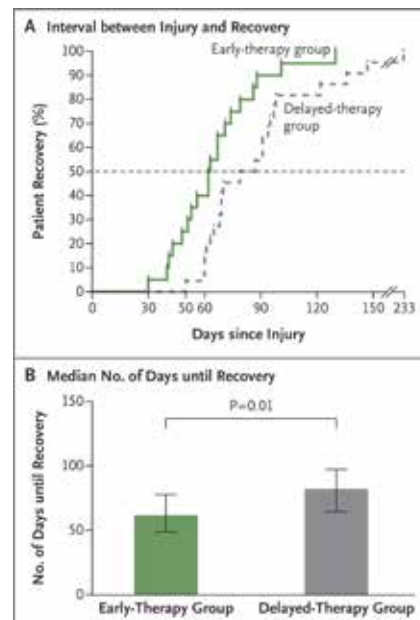 A Interval between Injury and Recovery
100
90
80
70
60
50
40
30
20
10
0
Patient Recovery (%)
Early-therapy group
Delayed-therapy
group
0 30 50 60 90 120 150 233
Days since Injury
B Median No. of Days until Recovery
150
100
50
0
No. of Days until Recovery
P=0.01
Early-Therapy Group Delayed-Therapy Group